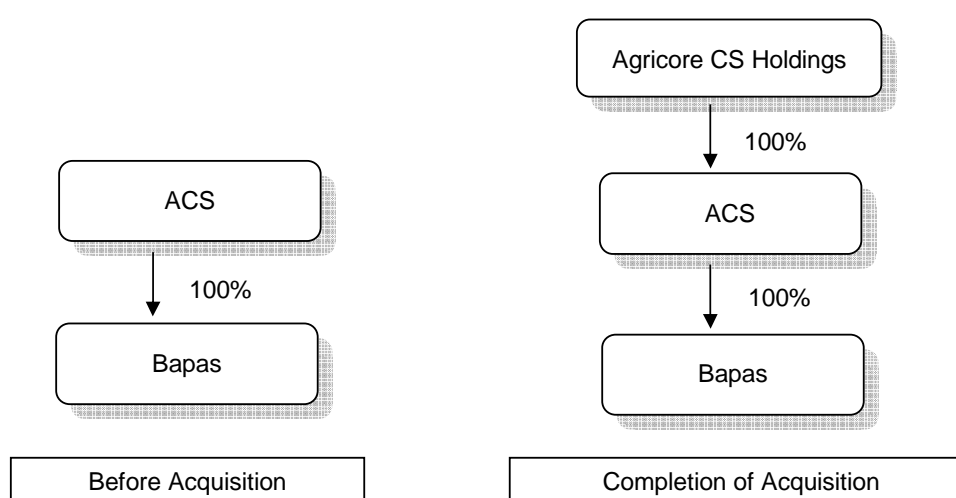 ACS
100%
Bapas
Before Acquisition
Agricore CS Holdings
100%
ACS
100%
Bapas
Completion of Acquisition